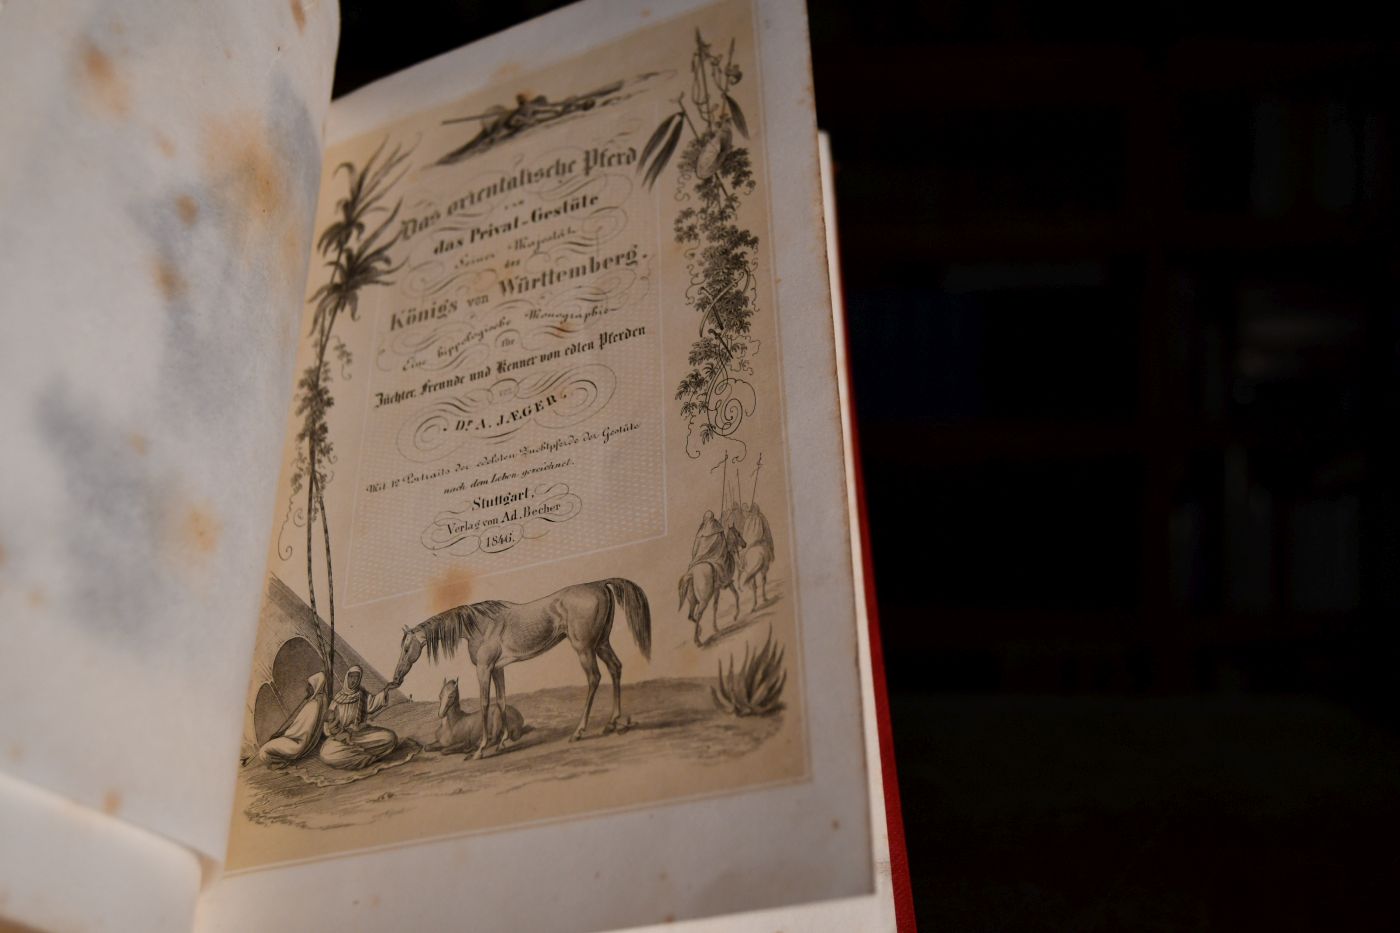 Das orientalische Pferd
und
das Privat-Gestüte
Seiner Majestät
des
Königs von Württemberg.
Eine hippologische Monographie
für
Züchter, Freunde und Kenner von edlen Pferden
von
Dr. A. JÆGER.
Mit 12 Portraits der edelsten Zuchtpferde der Gestüte
nach dem Leben gezeichnet.
Stuttgart,
Verlag von Ad. Becher
1846.